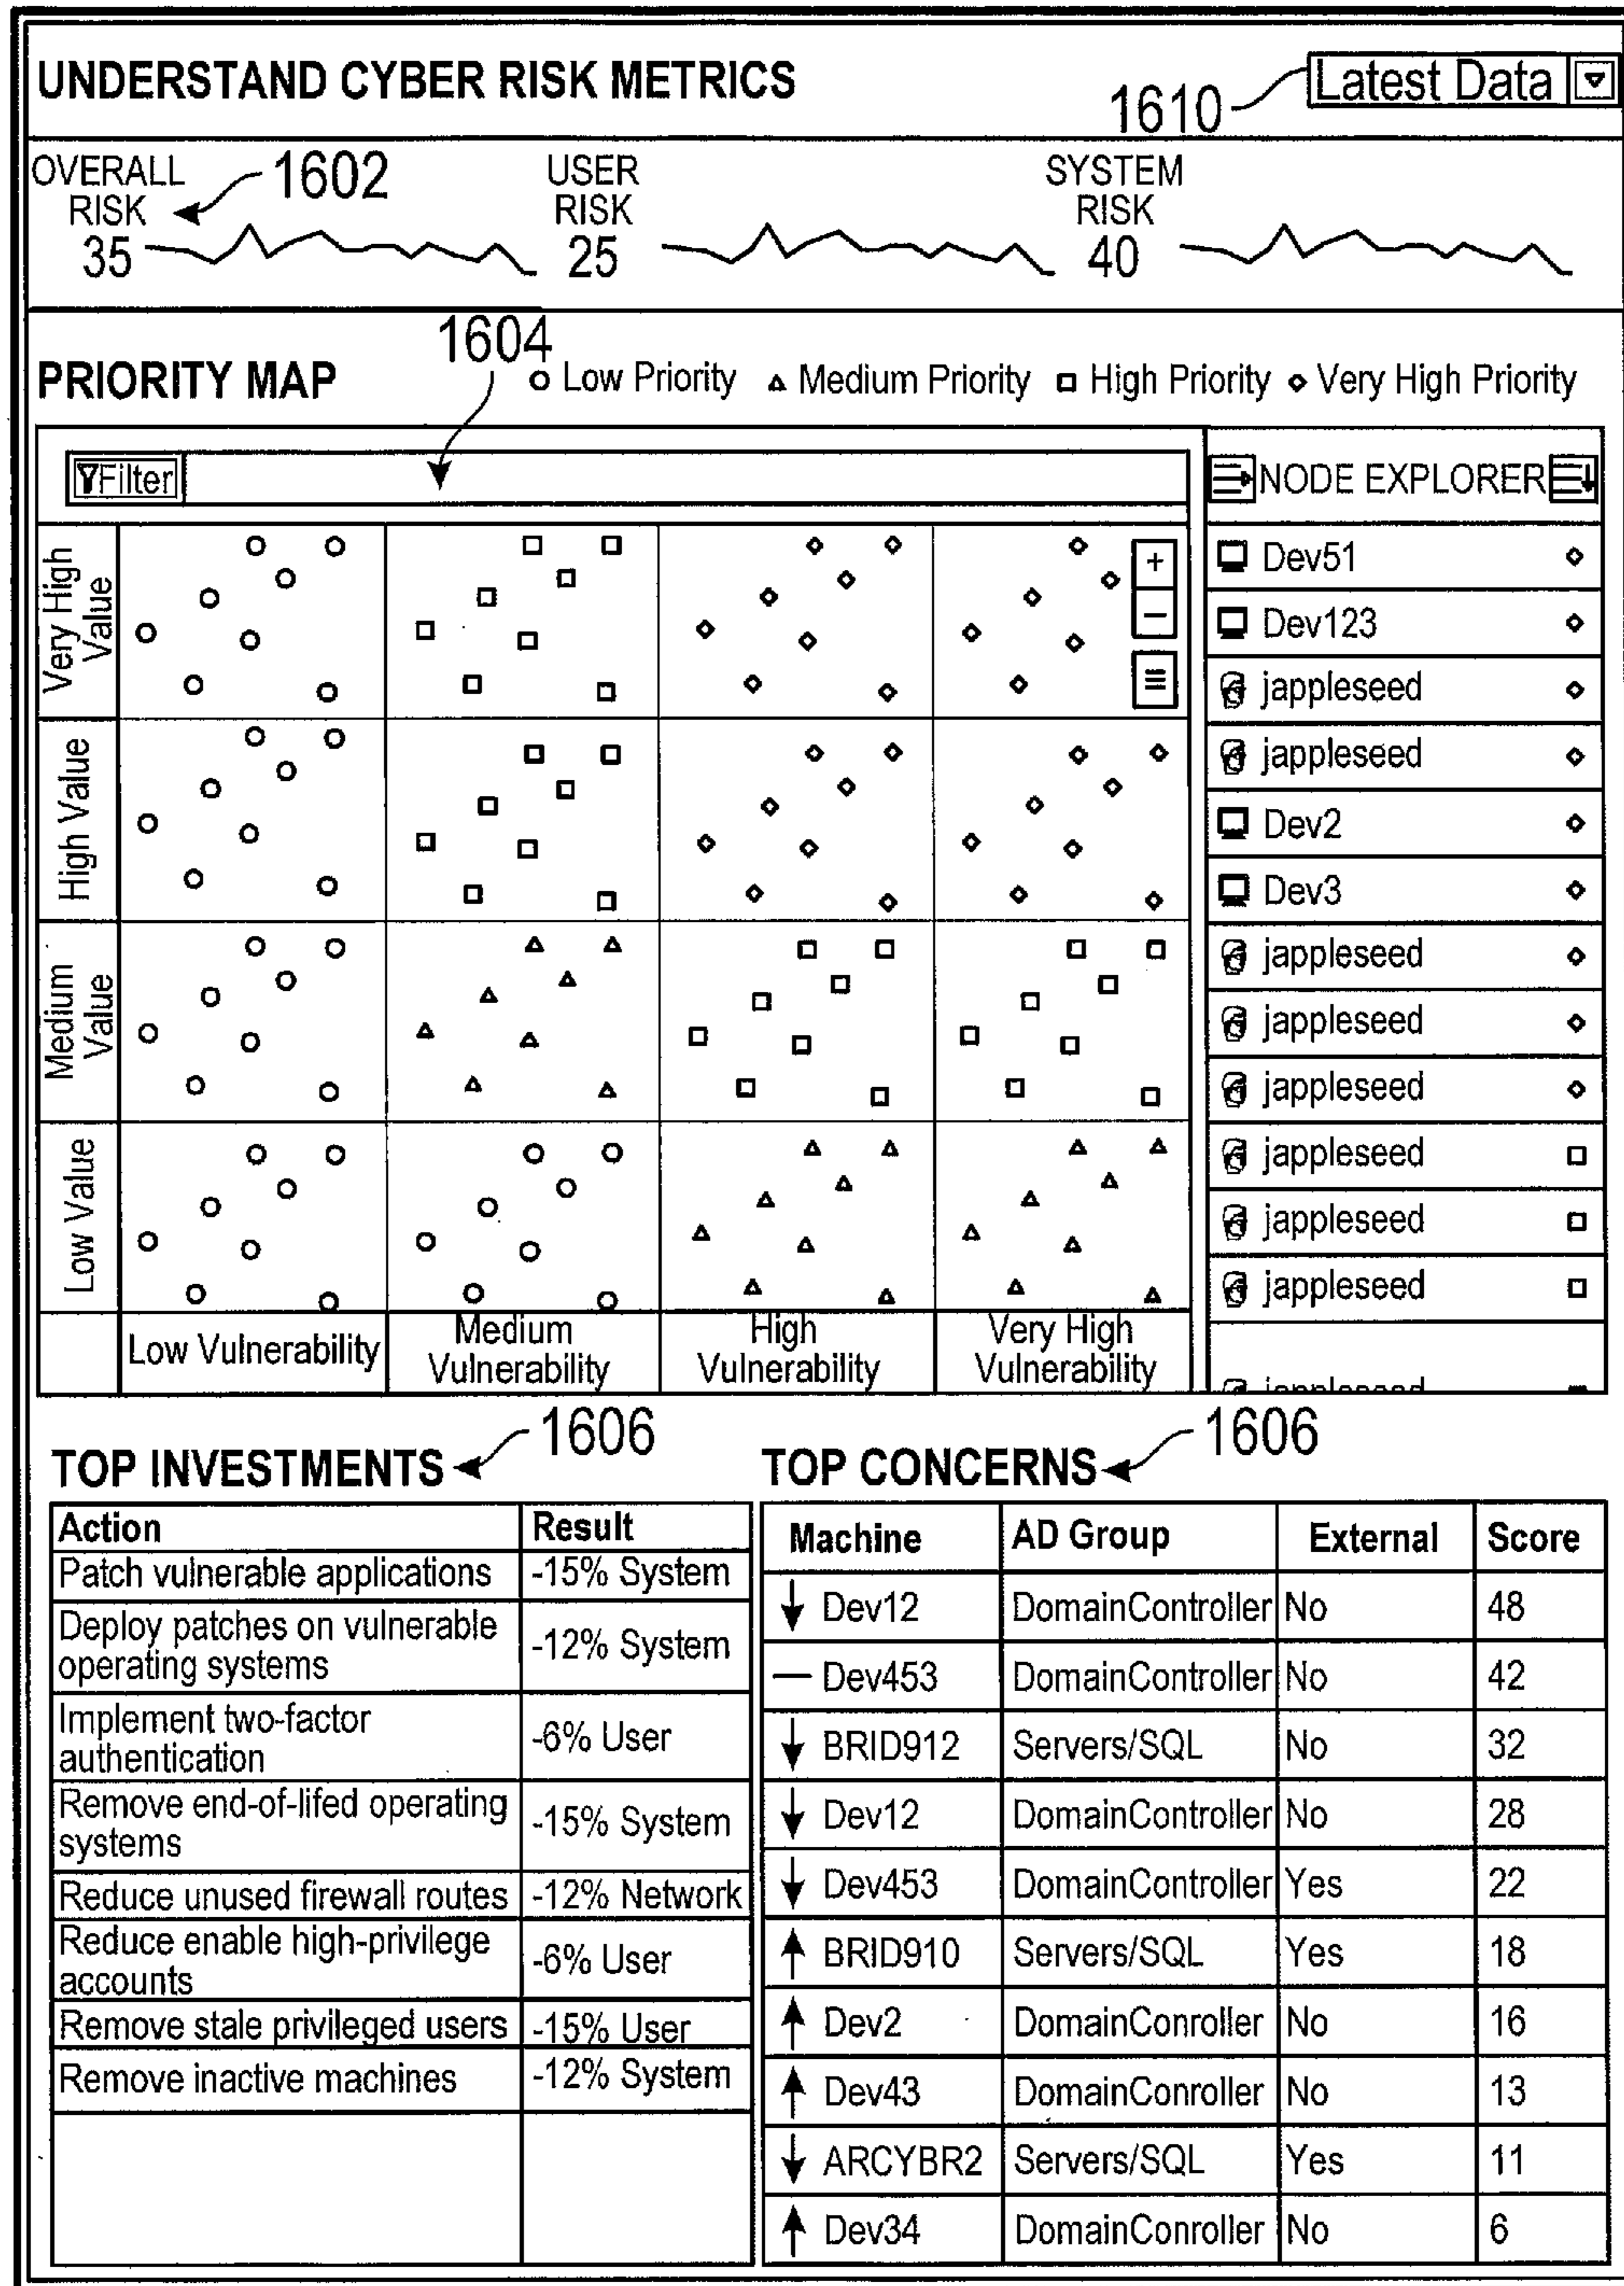 UNDERSTAND CYBER RISK METRICS
1610
Latest Data
OVERALL
RISK
35
1602
USER
RISK
25
SYSTEM
RISK
40
PRIORITY MAP
1604
Low Priority
Medium Priority
High Priority
Very High Priority
Filter
Very High
Value
High Value
Medium
Value
Low Value
Low Vulnerability
Medium
Vulnerability
High
Vulnerability
Very High
Vulnerability
NODE EXPLORER
Dev51
Dev123
jappleseed
jappleseed
Dev2
Dev3
jappleseed
jappleseed
jappleseed
jappleseed
jappleseed
jappleseed
TOP INVESTMENTS
1606
Action Result
Patch vulnerable applications -15% System
Deploy patches on vulnerable
operating systems -12% System
Implement two-factor
authentication -6% User
Remove end-of-lifed operating
systems -15% System
Reduce unused firewall routes -12% Network
Reduce enable high-privilege
accounts -6% User
Remove stale privileged users -15% User
Remove inactive machines -12% System
TOP CONCERNS
1606
Machine AD Group External Score
Dev12 DomainController No 48
Dev453 DomainController No 42
BRID912 Servers/SQL No 32
Dev12 DomainController No 28
Dev453 DomainController Yes 22
BRID910 Servers/SQL Yes 18
Dev2 DomainConroller No 16
Dev43 DomainConroller No 13
ARCYBR2 Servers/SQL Yes 11
Dev34 DomainConroller No 6